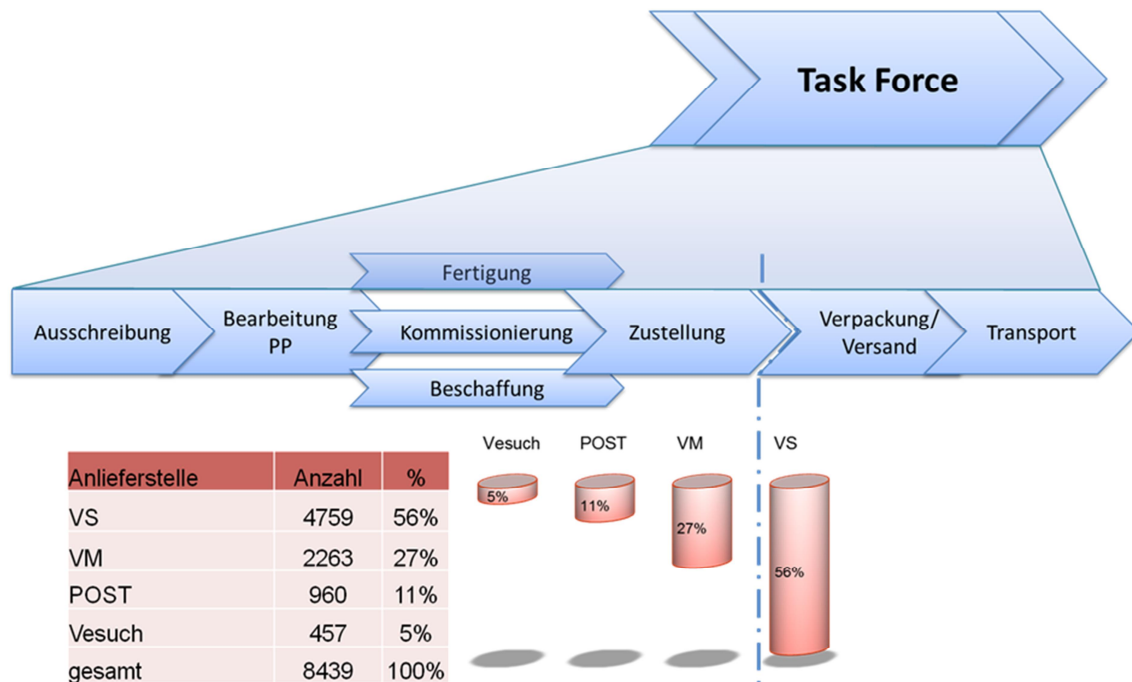 Task Force
Fertigung
Ausschreibung
Bearbeitung
PP
Kommissionierung
Zustellung
Verpackung/
Versand
Transport
Beschaffung
Vesuch POST VM VS
5% 11% 27% 56%
Anlieferstelle Anzahl %
VS 4759 56%
VM 2263 27%
POST 960 11%
Vesuch 457 5%
gesamt 8439 100%